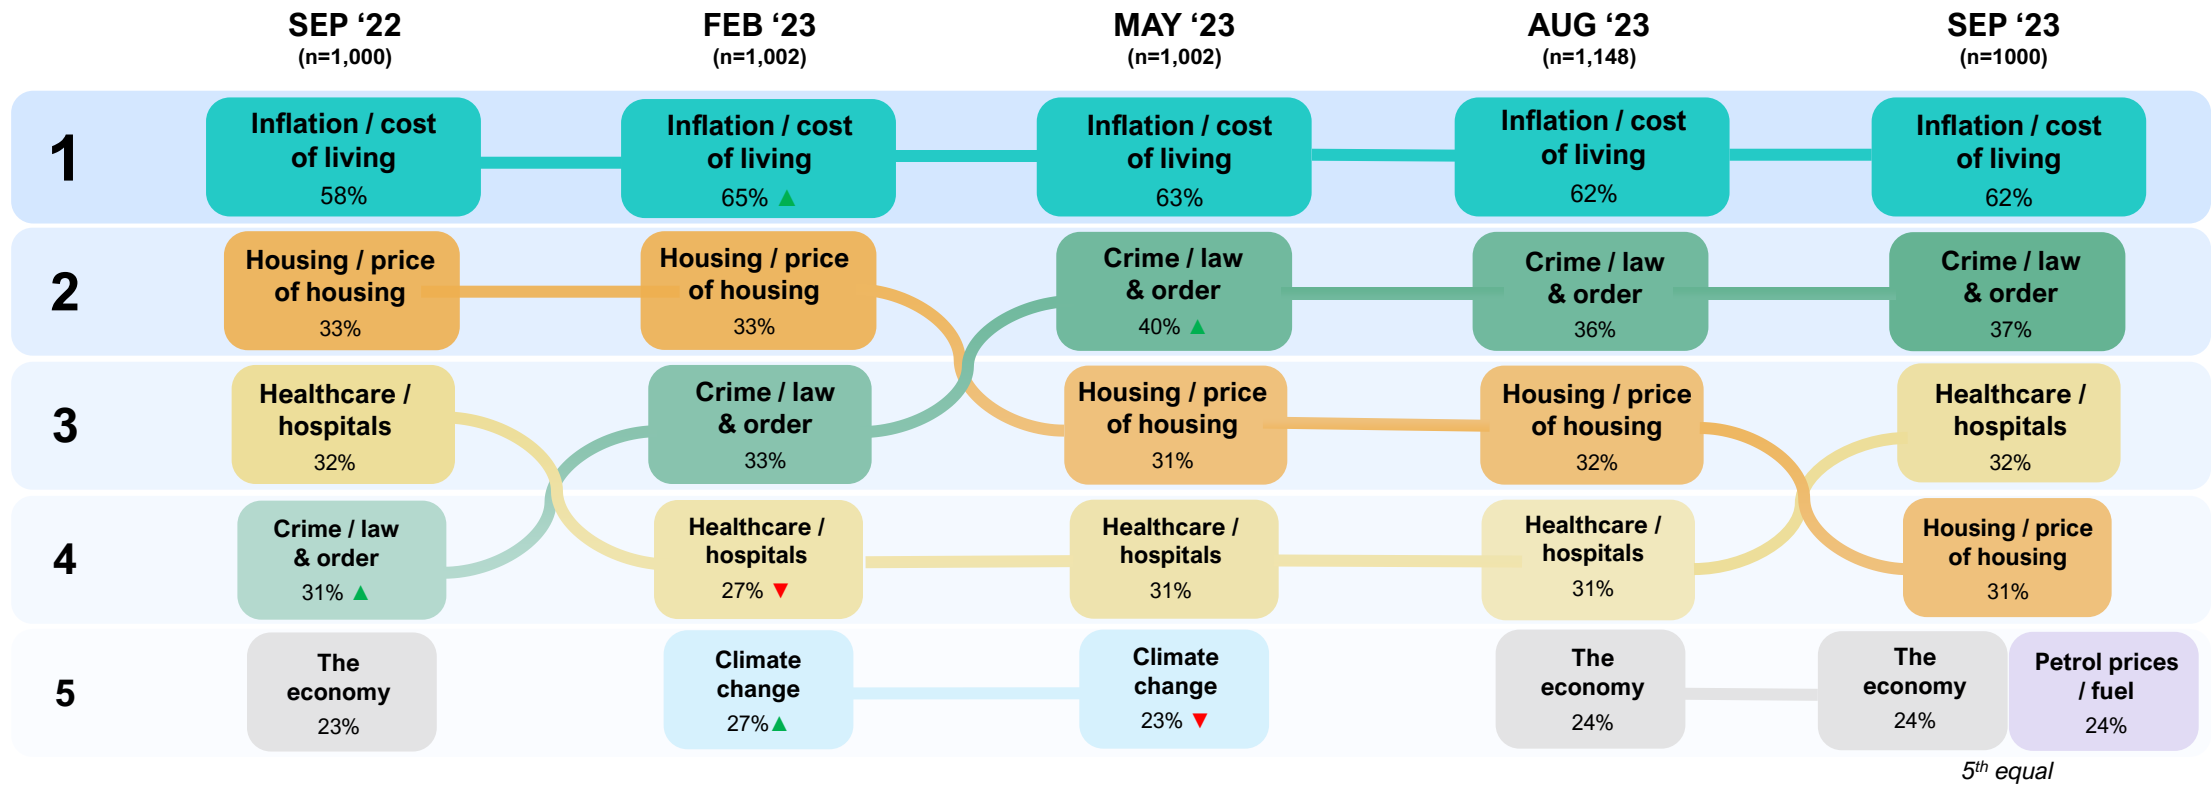 SEP ‘22
(n=1,000)
FEB ‘23
(n=1,002)
MAY ‘23
(n=1,002)
AUG ‘23
(n=1,148)
SEP ‘23
(n=1000)
1
Inflation / cost
of living
58%
Inflation / cost
of living
65% ▲
Inflation / cost
of living
63%
Inflation / cost
of living
62%
Inflation / cost
of living
62%
2
Housing / price
of housing
33%
Housing / price
of housing
33%
Crime / law
& order
40% ▲
Crime / law
& order
36%
Crime / law
& order
37%
3
Healthcare /
hospitals
32%
Crime / law
& order
33%
Housing / price
of housing
31%
Housing / price
of housing
32%
Healthcare /
hospitals
32%
4
Crime / law
& order
31% ▲
Healthcare /
hospitals
27% ▼
Healthcare /
hospitals
31%
Healthcare /
hospitals
31%
Housing / price
of housing
31%
5
The
economy
23%
Climate
change
27%▲
Climate
change
23% ▼
The
economy
24%
The
economy
24%
Petrol prices
/ fuel
24%
5th equal